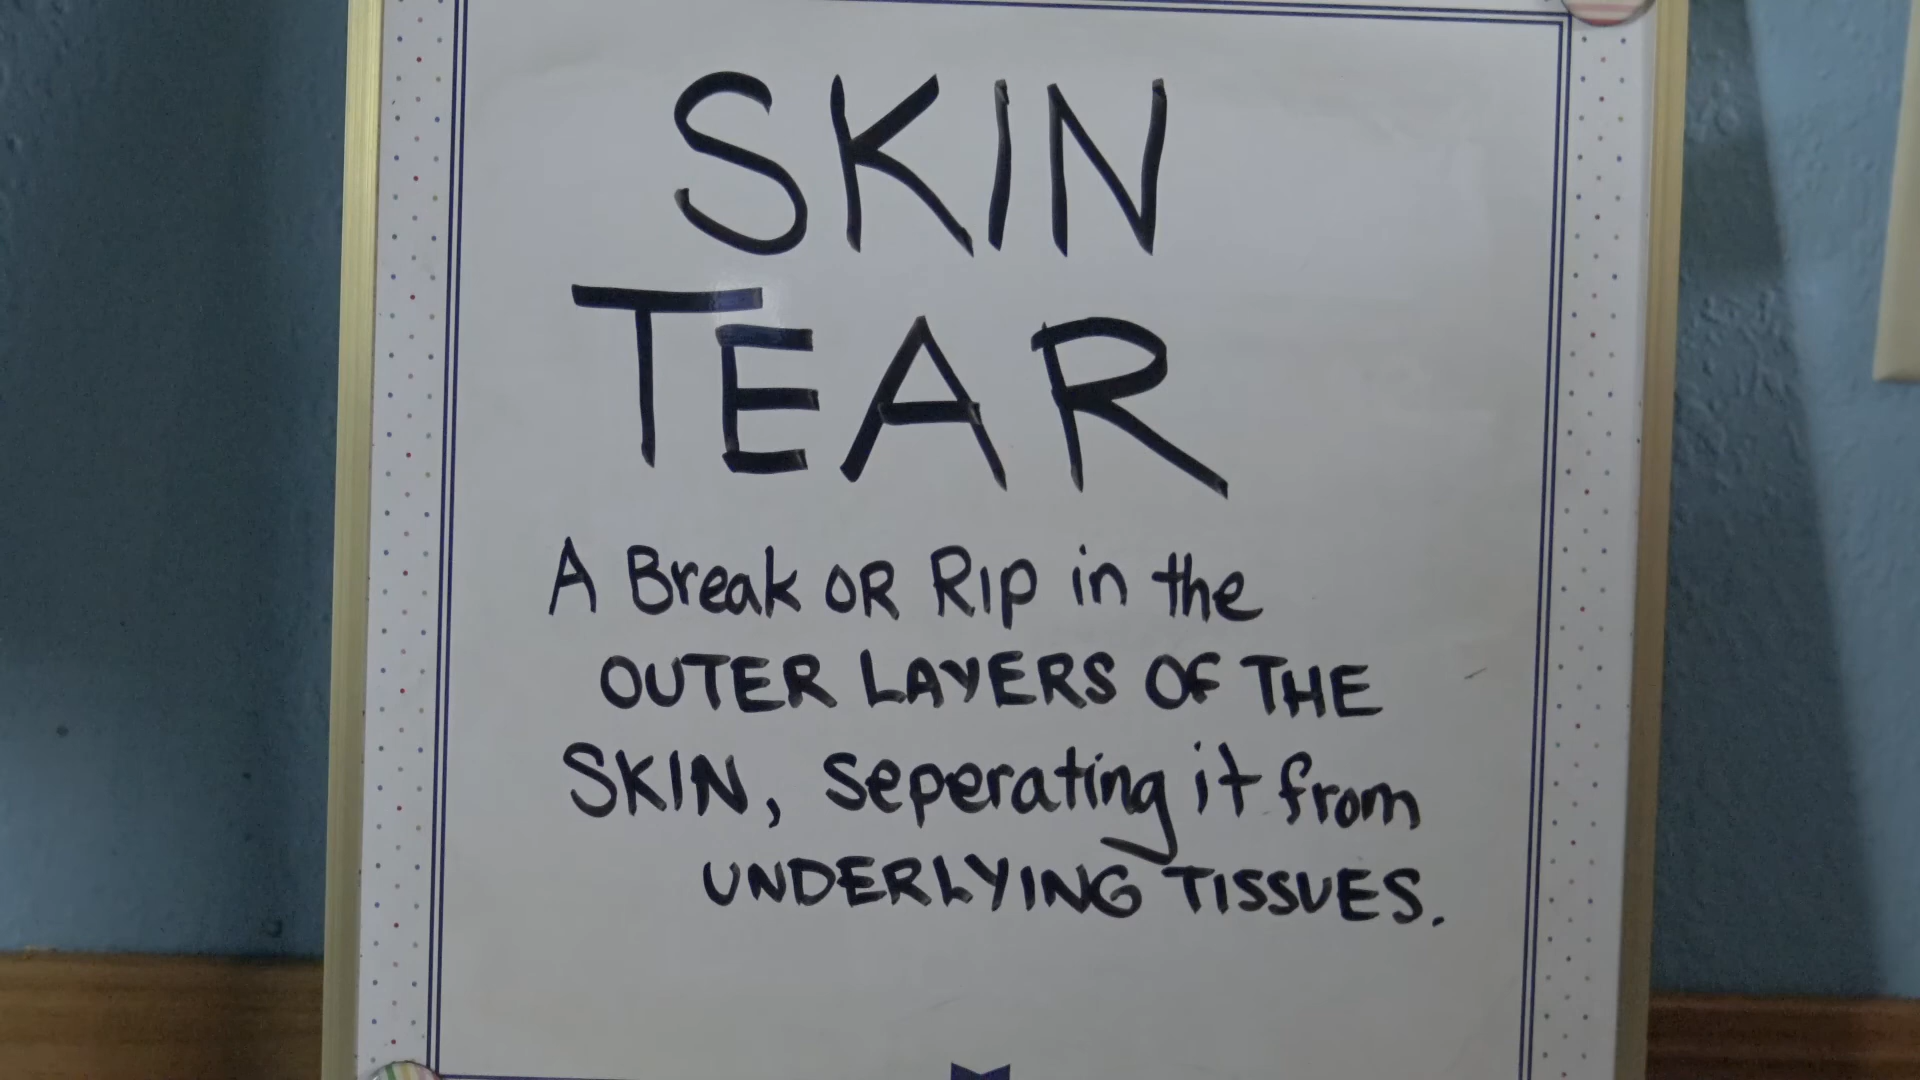 SKIN
TEAR
A Break OR RIP in the
OUTER LAYERS OF THE
SKIN, seperating it from
UNDERLYING TISSUES.